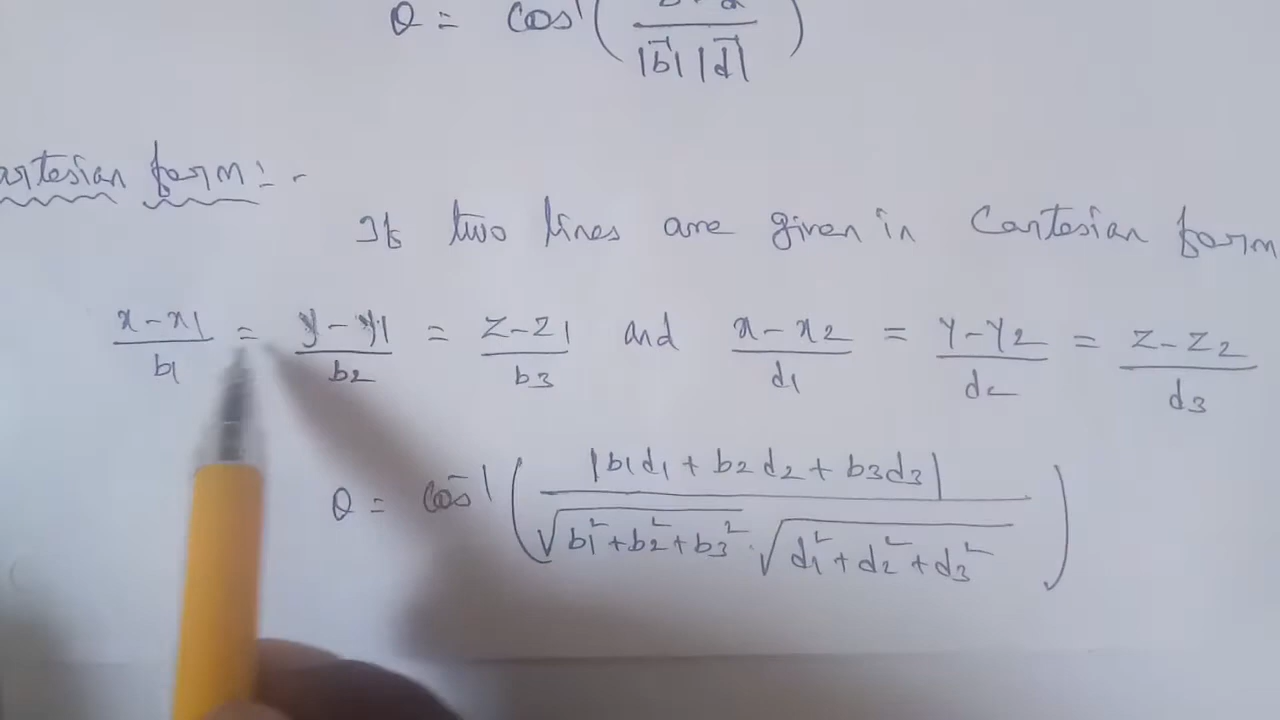 θ = cos⁻¹( / |b⃗| |d⃗| )
artesian form:-
If two lines are given in Cartesian form
x-x1/b1 = y-y1/b2 = z-z1/b3 and x-x2/d1 = y-y2/d2 = z-z2/d3
θ = cos⁻¹( |b1d1 + b2d2 + b3d3| / √b1²+b2²+b3² · √d1²+d2²+d3² )